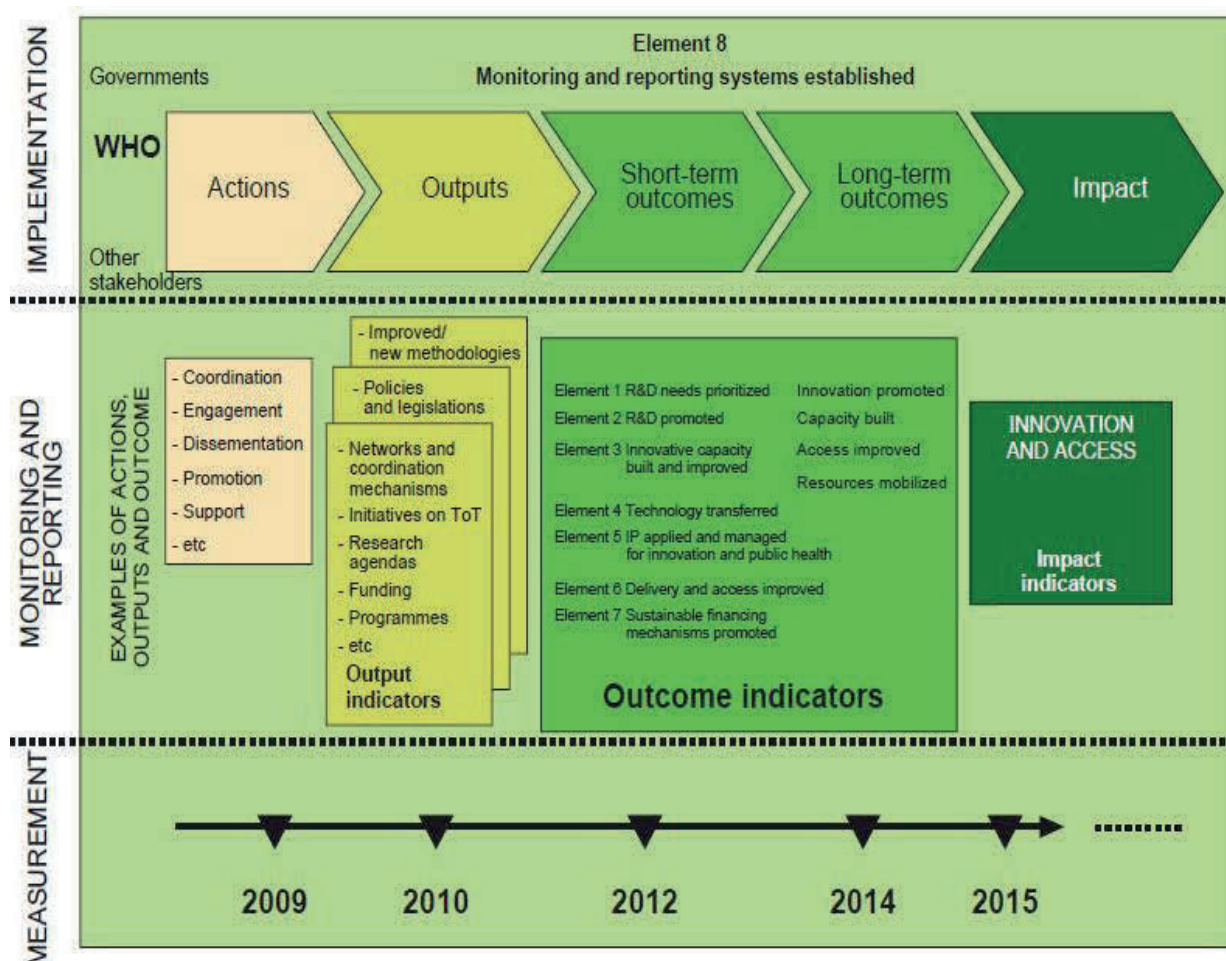 IMPLEMENTATION
Element 8
Governments
Monitoring and reporting systems established
WHO
Actions
Outputs
Short-term
outcomes
Long-term
outcomes
Impact
Other
stakeholders
MONITORING AND
REPORTING
EXAMPLES OF ACTIONS,
OUTPUTS AND OUTCOME
- Coordination
- Engagement
- Dissementation
- Promotion
- Support
- etc
- Improved/
new methodologies
- Policies
and legislations
- Networks and
coordination
mechanisms
- Initiatives on ToT
- Research
agendas
- Funding
- Programmes
- etc
Output
indicators
Element 1 R&D needs prioritized
Element 2 R&D promoted
Element 3 Innovative capacity
built and improved
Element 4 Technology transferred
Element 5 IP applied and managed
for innovation and public health
Element 6 Delivery and access improved
Element 7 Sustainable financing
mechanisms promoted
Innovation promoted
Capacity built
Access improved
Resources mobilized
Outcome indicators
INNOVATION
AND ACCESS
Impact
indicators
MEASUREMENT
2009
2010
2012
2014
2015